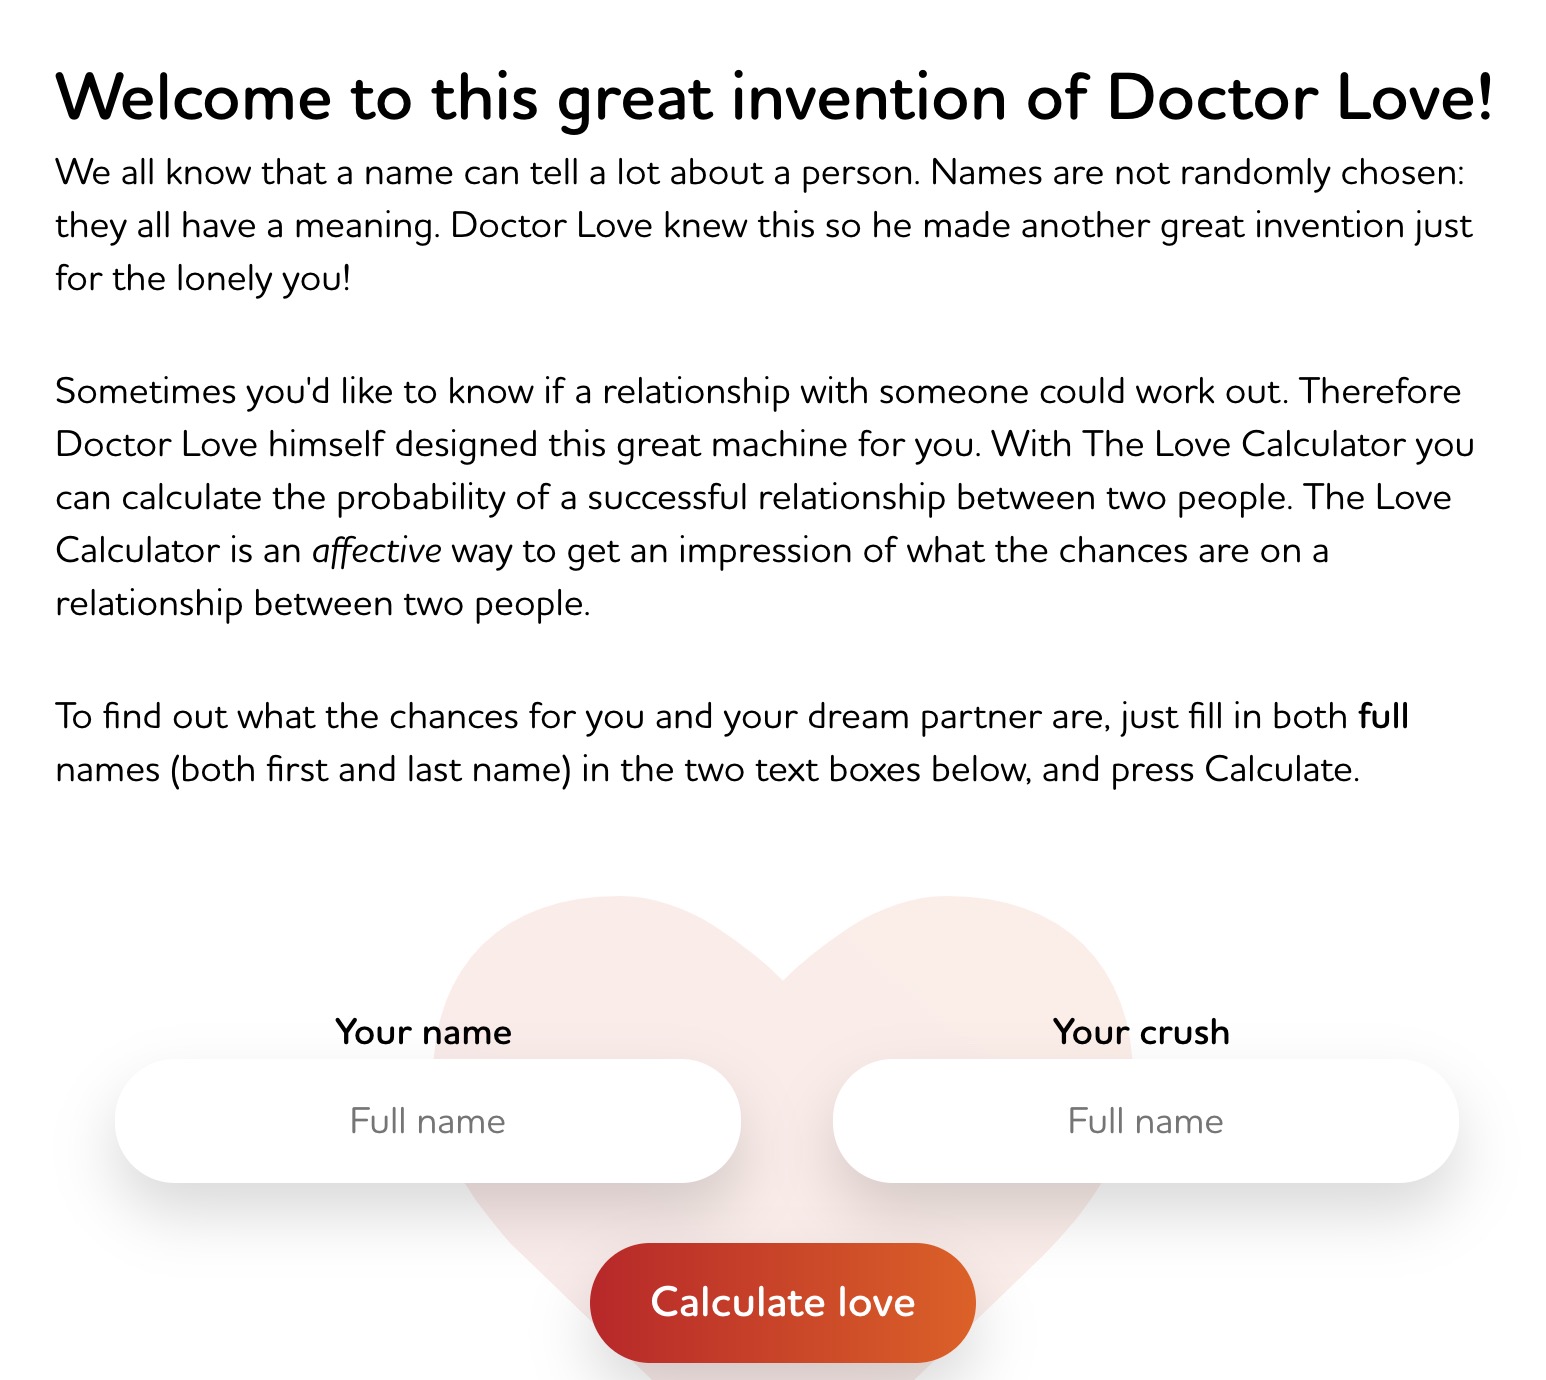 Welcome to this great invention of Doctor Love!
We all know that a name can tell a lot about a person. Names are not randomly chosen:
they all have a meaning. Doctor Love knew this so he made another great invention just
for the lonely you!
Sometimes you'd like to know if a relationship with someone could work out. Therefore
Doctor Love himself designed this great machine for you. With The Love Calculator you
can calculate the probability of a successful relationship between two people. The Love
Calculator is an affective way to get an impression of what the chances are on a
relationship between two people.
To find out what the chances for you and your dream partner are, just fill in both full
names (both first and last name) in the two text boxes below, and press Calculate.
Your name
Your crush
Full name
Full name
Calculate love